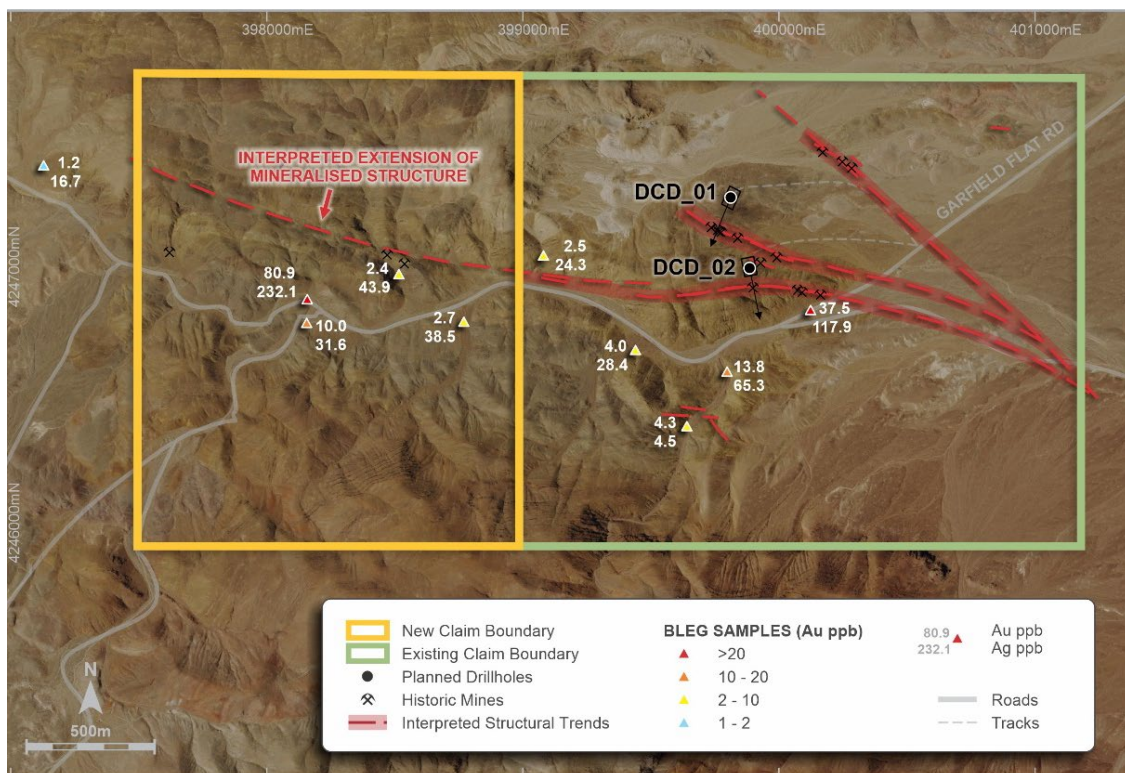 398000mE
399000mE
400000mE
401000mE
4247000mN
4246000mN
1.2
16.7
INTERPRETED EXTENSION OF
MINERALISED STRUCTURE
DCD_01
GARFIELD FLAT RD
2.5
24.3
DCD_02
80.9
232.1
2.4
43.9
10.0
31.6
2.7
38.5
37.5
117.9
4.0
28.4
13.8
65.3
4.3
4.5
N
500m
New Claim Boundary
Existing Claim Boundary
Planned Drillholes
Historic Mines
Interpreted Structural Trends
BLEG SAMPLES (Au ppb)
>20
10 - 20
2 - 10
1 - 2
80.9
232.1
Au ppb
Ag ppb
Roads
Tracks